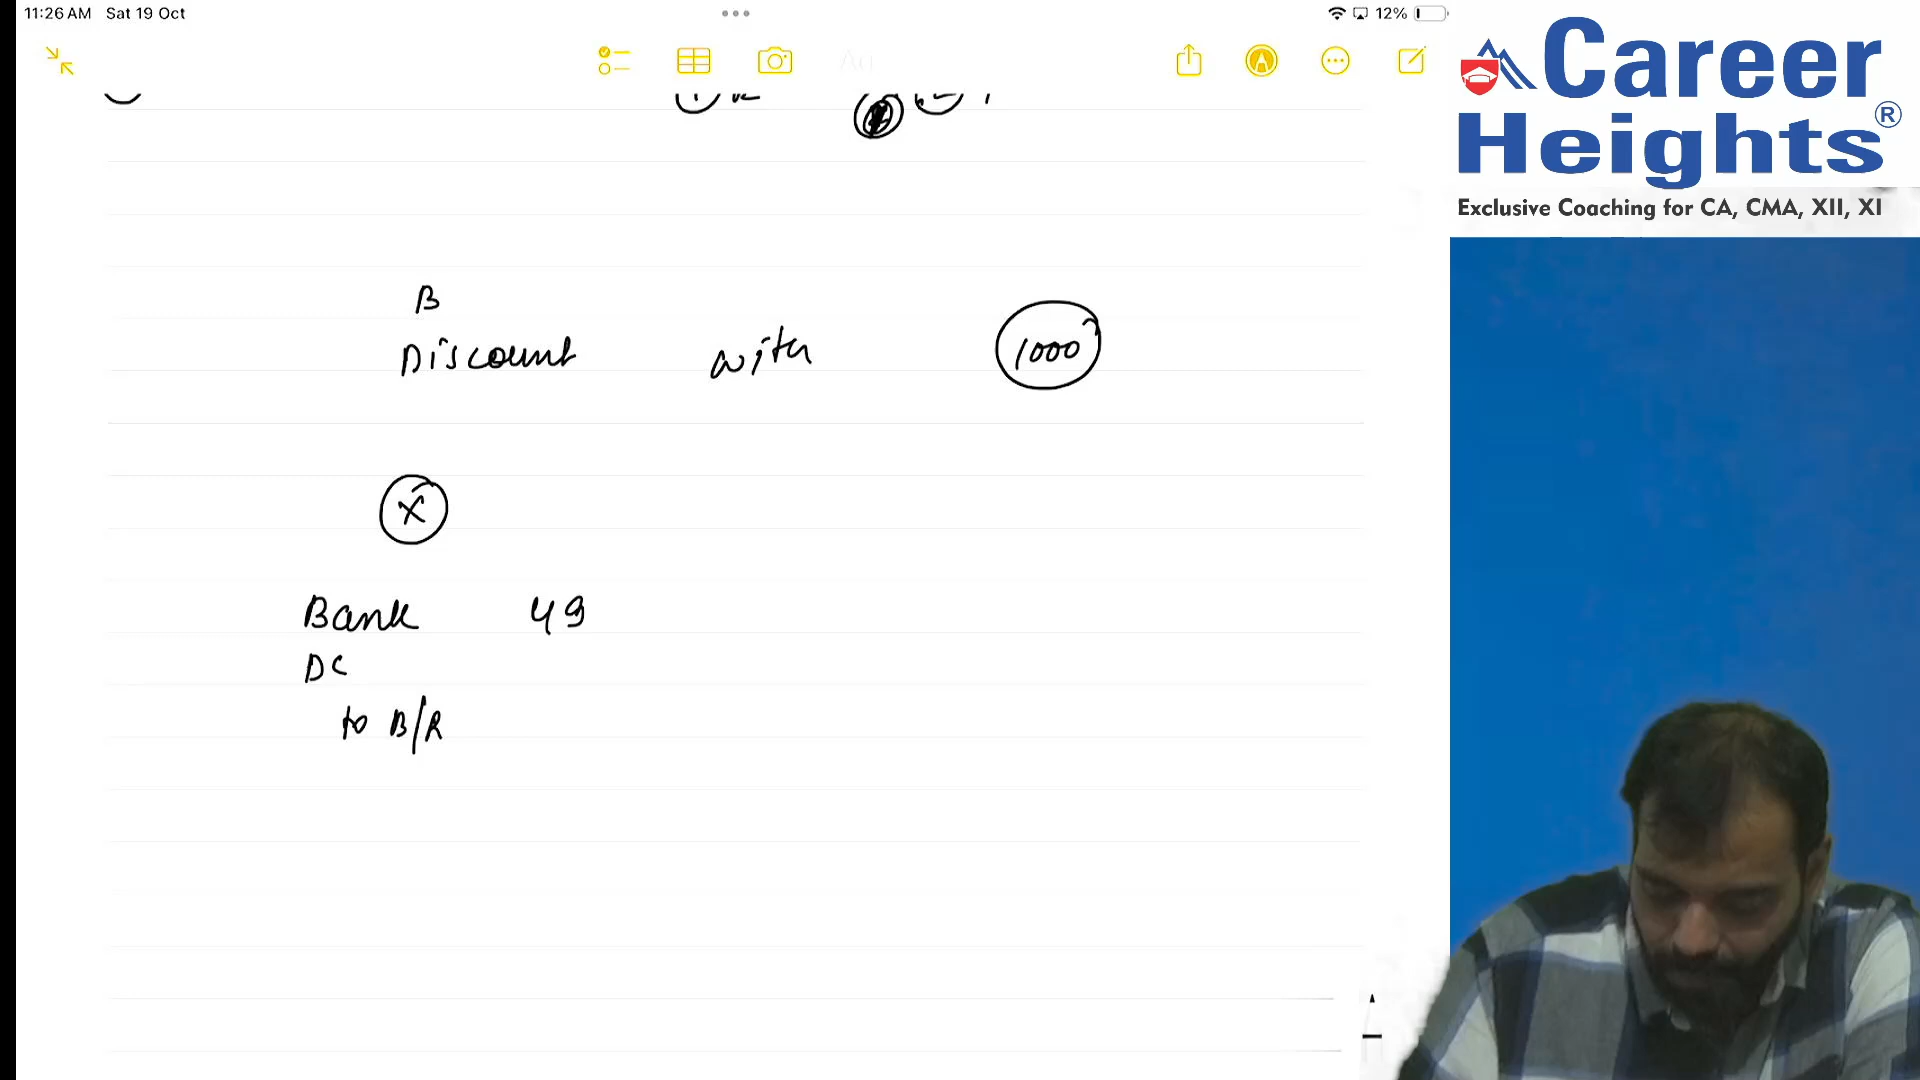 11:26 AM Sat 19 Oct
12%
Career
Heights®
Exclusive Coaching for CA, CMA, XII, XI
B
Discount with 1000
X
Bank 49
DC
to B/R